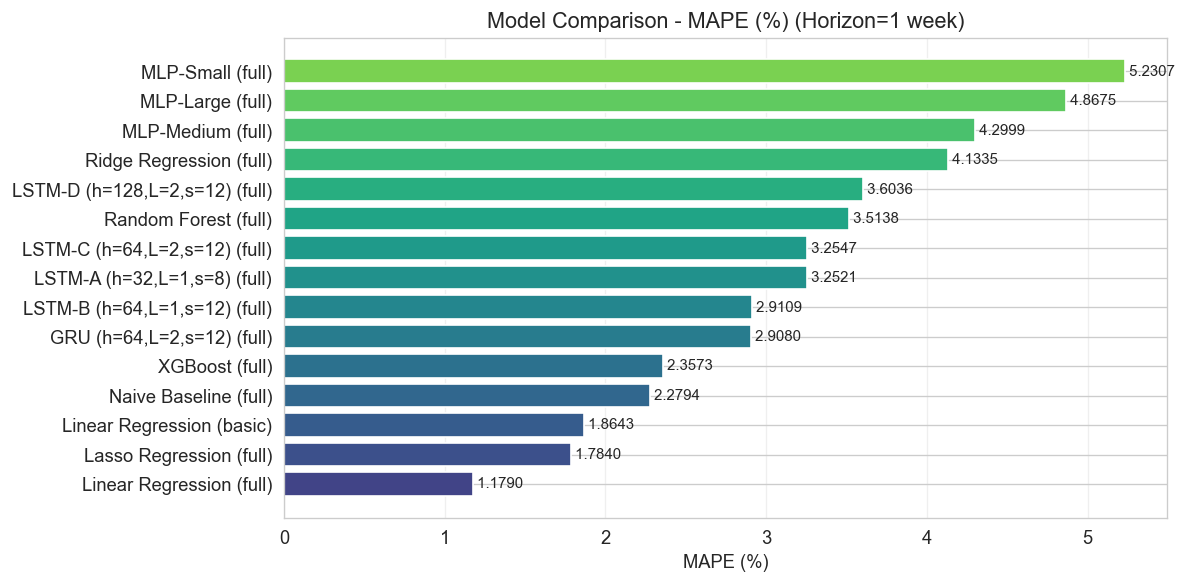 Model Comparison - MAPE (%) (Horizon=1 week)
MLP-Small (full) 5.2307
MLP-Large (full) 4.8675
MLP-Medium (full) 4.2999
Ridge Regression (full) 4.1335
LSTM-D (h=128,L=2,s=12) (full) 3.6036
Random Forest (full) 3.5138
LSTM-C (h=64,L=2,s=12) (full) 3.2547
LSTM-A (h=32,L=1,s=8) (full) 3.2521
LSTM-B (h=64,L=1,s=12) (full) 2.9109
GRU (h=64,L=2,s=12) (full) 2.9080
XGBoost (full) 2.3573
Naive Baseline (full) 2.2794
Linear Regression (basic) 1.8643
Lasso Regression (full) 1.7840
Linear Regression (full) 1.1790
0 1 2 3 4 5
MAPE (%)